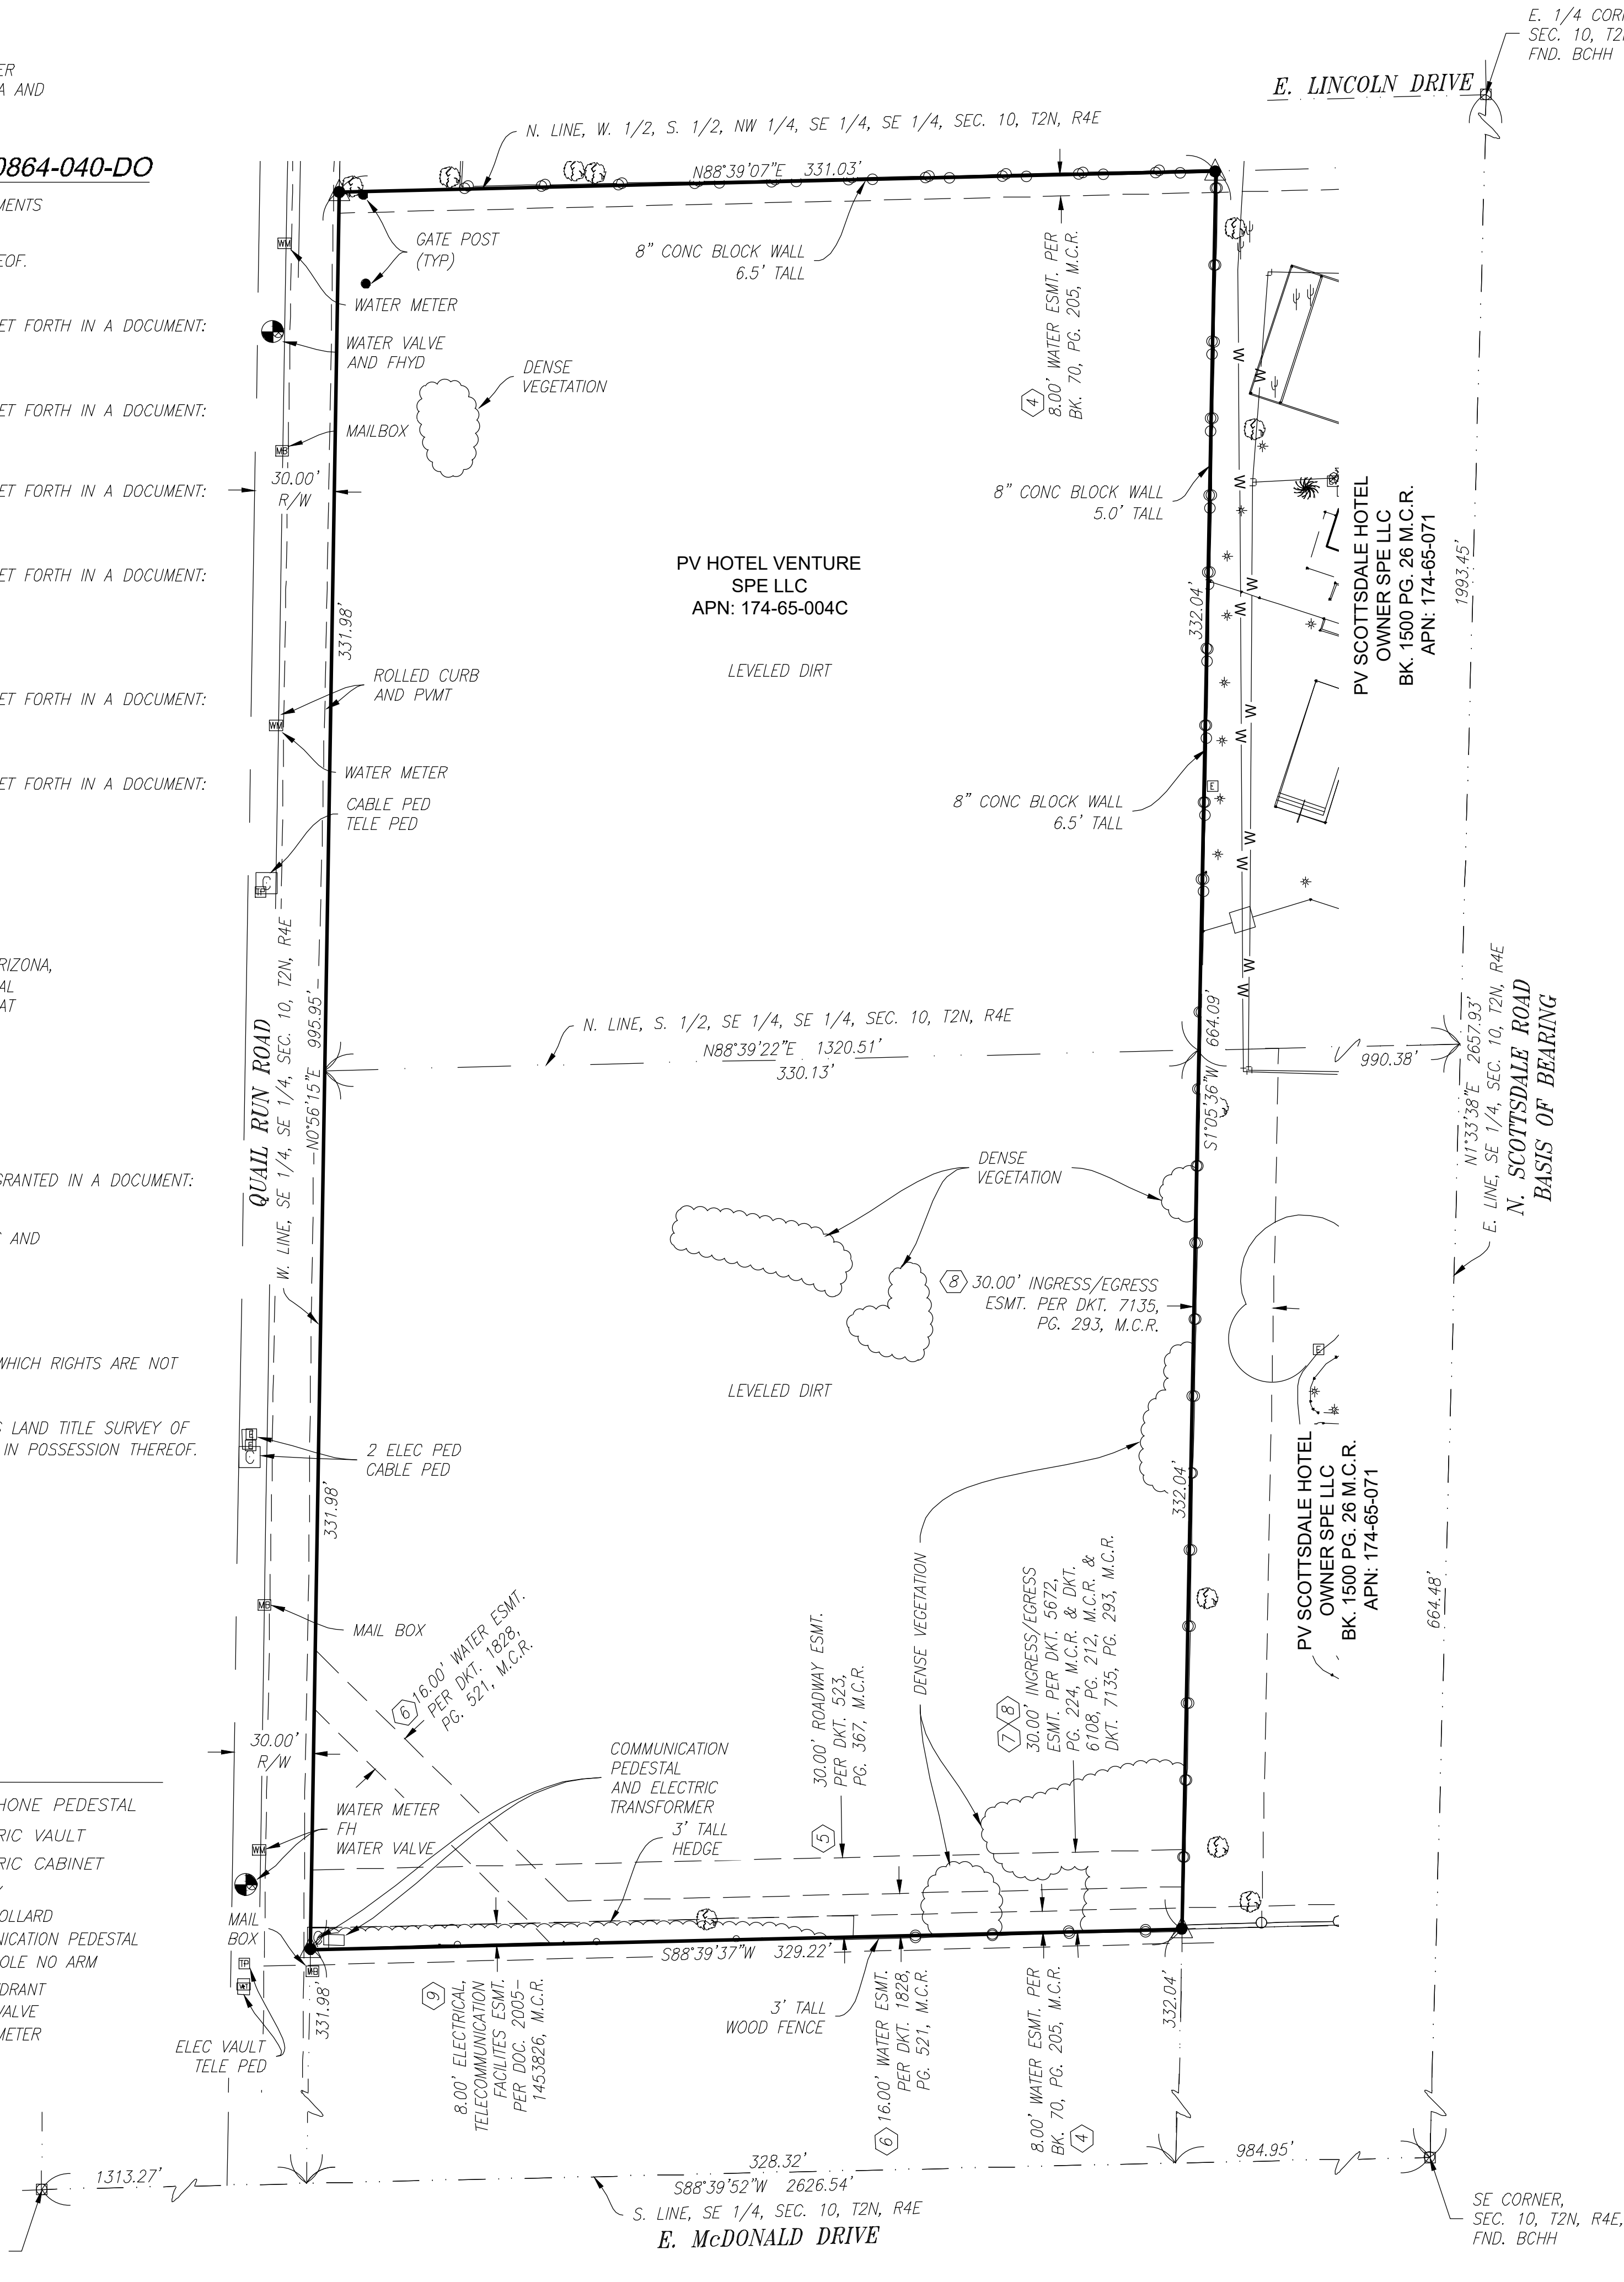 E. 1/4 COR
SEC. 10, T2
FND. BCHH
E. LINCOLN DRIVE
ER
A AND
N. LINE, W. 1/2, S. 1/2, NW 1/4, SE 1/4, SE 1/4, SEC. 10, T2N, R4E
0864-040-DO
N88°39'07"E 331.03'
MENTS
EOF.
GATE POST
(TYP)
8" CONC BLOCK WALL
6.5' TALL
4
8.00' WATER ESMT. PER
BK. 70, PG. 205, M.C.R.
WM
WATER METER
ET FORTH IN A DOCUMENT:
WATER VALVE
AND FHYD
DENSE
VEGETATION
ET FORTH IN A DOCUMENT:
MAILBOX
MB
30.00'
R/W
ET FORTH IN A DOCUMENT:
8" CONC BLOCK WALL
5.0' TALL
PV SCOTTSDALE HOTEL
OWNER SPE LLC
BK. 1500 PG. 26 M.C.R.
APN: 174-65-071
1993.45'
PV HOTEL VENTURE
SPE LLC
APN: 174-65-004C
ET FORTH IN A DOCUMENT:
331.98'
332.04'
LEVELED DIRT
ROLLED CURB
AND PVMT
ET FORTH IN A DOCUMENT:
WM
WATER METER
ET FORTH IN A DOCUMENT:
CABLE PED
TELE PED
8" CONC BLOCK WALL
6.5' TALL
E
C
TP
W
W
W
W
W
W
W
W
W
W
W
W
W
W
RIZONA,
AL
AT
QUAIL RUN ROAD
W. LINE, SE 1/4, SE 1/4, SEC. 10, T2N, R4E
N0°56'15"E 995.95'
N. LINE, S. 1/2, SE 1/4, SE 1/4, SEC. 10, T2N, R4E
N88°39'22"E 1320.51'
330.13'
664.09'
S1°05'36"W
990.38'
N1°33'38"E 2657.93'
E. LINE, SE 1/4, SEC. 10, T2N, R4E
N. SCOTTSDALE ROAD
BASIS OF BEARING
GRANTED IN A DOCUMENT:
AND
DENSE
VEGETATION
8 30.00' INGRESS/EGRESS
ESMT. PER DKT. 7135,
PG. 293, M.C.R.
WHICH RIGHTS ARE NOT
LEVELED DIRT
E
S LAND TITLE SURVEY OF
IN POSSESSION THEREOF.
E
E
C
2 ELEC PED
CABLE PED
331.98'
332.04'
PV SCOTTSDALE HOTEL
OWNER SPE LLC
BK. 1500 PG. 26 M.C.R.
APN: 174-65-071
664.48'
MB
MAIL BOX
6
16.00' WATER ESMT.
PER DKT. 1828,
PG. 521, M.C.R.
5
30.00' ROADWAY ESMT.
PER DKT. 523,
PG. 367, M.C.R.
DENSE VEGETATION
7 8
30.00' INGRESS/EGRESS
ESMT. PER DKT. 5672,
PG. 224, M.C.R. & DKT.
6108, PG. 212, M.C.R. &
DKT. 7135, PG. 293, M.C.R.
30.00'
R/W
COMMUNICATION
PEDESTAL
AND ELECTRIC
TRANSFORMER
HONE PEDESTAL
WATER METER
FH
WATER VALVE
3' TALL
HEDGE
RIC VAULT
WM
RIC CABINET
OLLARD
MAIL
BOX
NICATION PEDESTAL
OLE NO ARM
S88°39'37"W 329.22'
TP
MB
DRANT
VALVE
METER
331.98'
332.04'
9
8.00' ELECTRICAL,
TELECOMMUNICATION
FACILITES ESMT.
PER DOC. 2005-
1453826, M.C.R.
3' TALL
WOOD FENCE
6 16.00' WATER ESMT.
PER DKT. 1828,
PG. 521, M.C.R.
8.00' WATER ESMT. PER
BK. 70, PG. 205, M.C.R.
4
ELEC VAULT
TELE PED
1313.27'
328.32'
984.95'
S88°39'52"W 2626.54'
S. LINE, SE 1/4, SEC. 10, T2N, R4E
E. McDONALD DRIVE
SE CORNER,
SEC. 10, T2N, R4E,
FND. BCHH